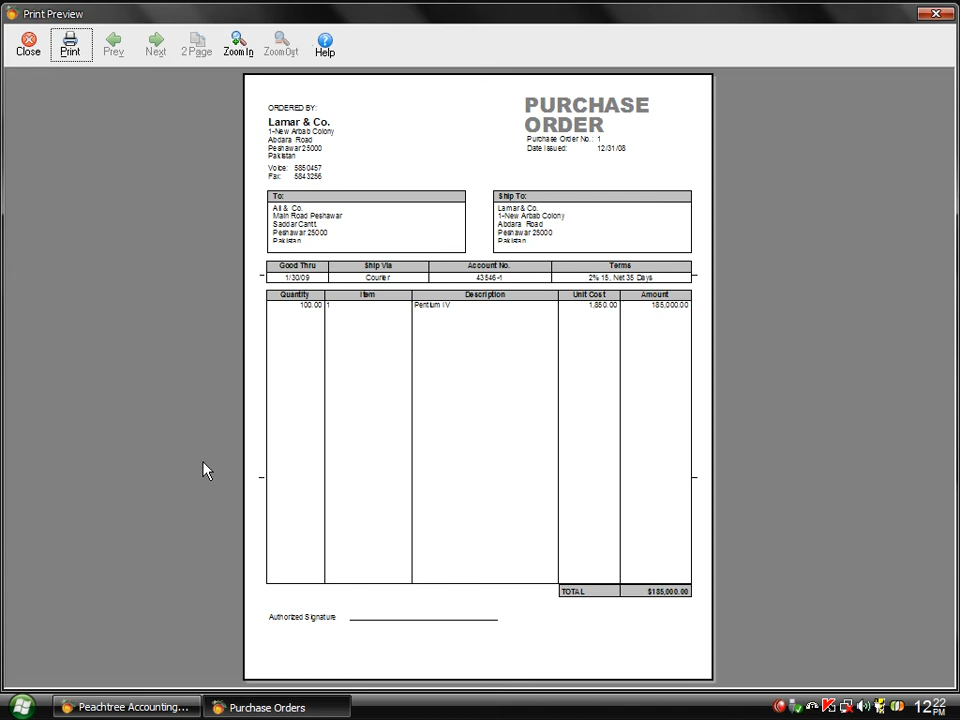 Print Preview
Close Print Prev Next 2 Page Zoom In Zoom Out Help
ORDERED BY:
Lamar & Co.
1-New Arbab Colony
Abdara Road
Peshawar 25000
Pakistan
Voice: 5850457
Fax: 5843256
PURCHASE
ORDER
Purchase Order No.: 1
Date Issued: 12/31/08
To:
Ali & Co.
Main Road Peshawar
Saddar Cantt
Peshawar 25000
Pakistan
Ship To:
Lamar & Co.
1-New Arbab Colony
Abdara Road
Peshawar 25000
Pakistan
Good Thru Ship Via Account No. Terms
1/30/09 Courier 43546-1 2% 15, Net 35 Days
Quantity Item Description Unit Cost Amount
100.00 1 Pentium IV 1,850.00 185,000.00
TOTAL $185,000.00
Authorized Signature
Peachtree Accounting... Purchase Orders 12:22 PM